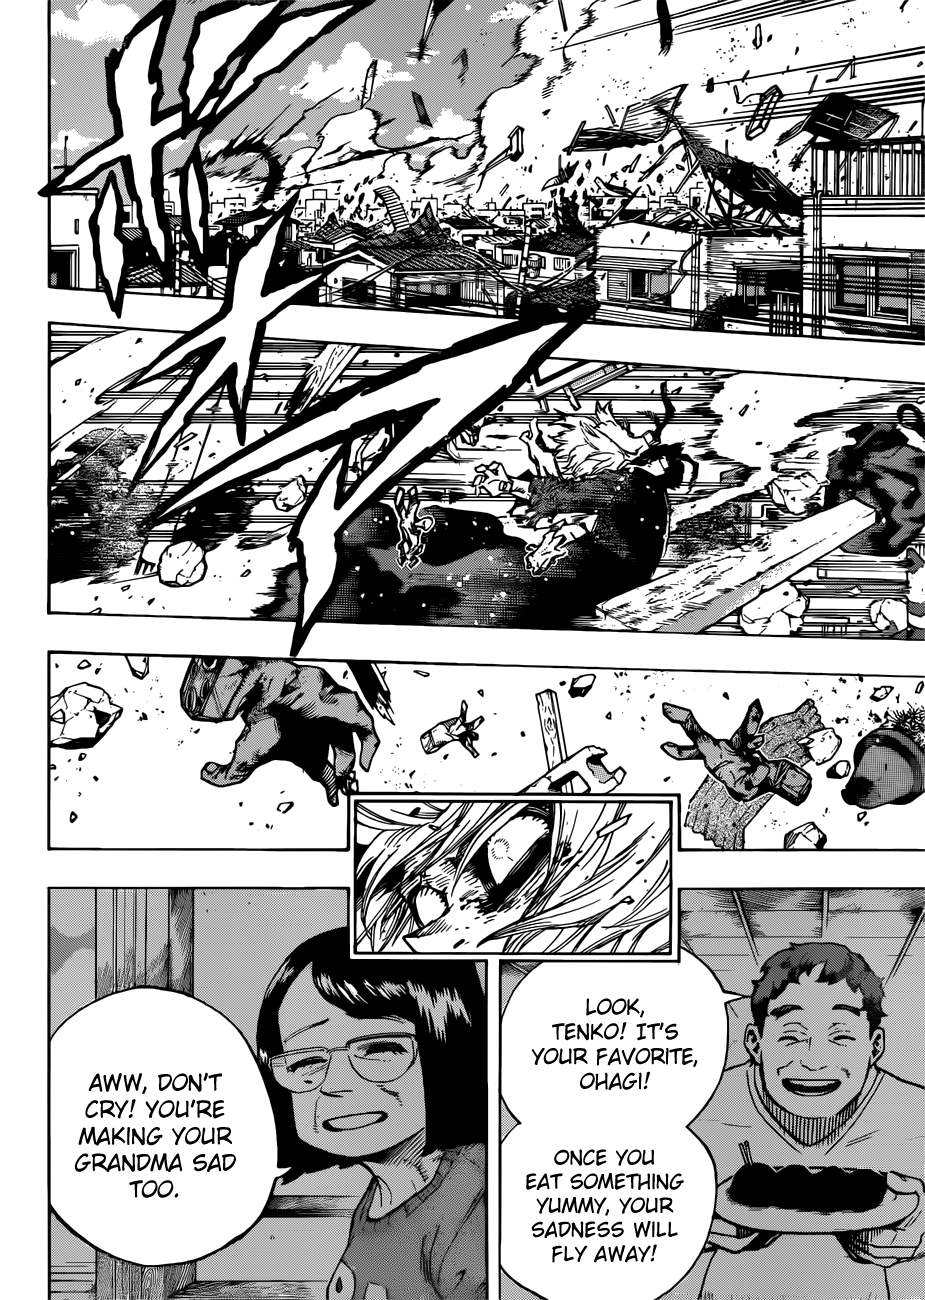 LOOK,
TENKO! IT'S
YOUR FAVORITE,
OHAGI!
ONCE YOU
EAT SOMETHING
YUMMY, YOUR
SADNESS WILL
FLY AWAY!
AWW, DON'T
CRY! YOU'RE
MAKING YOUR
GRANDMA SAD
TOO.